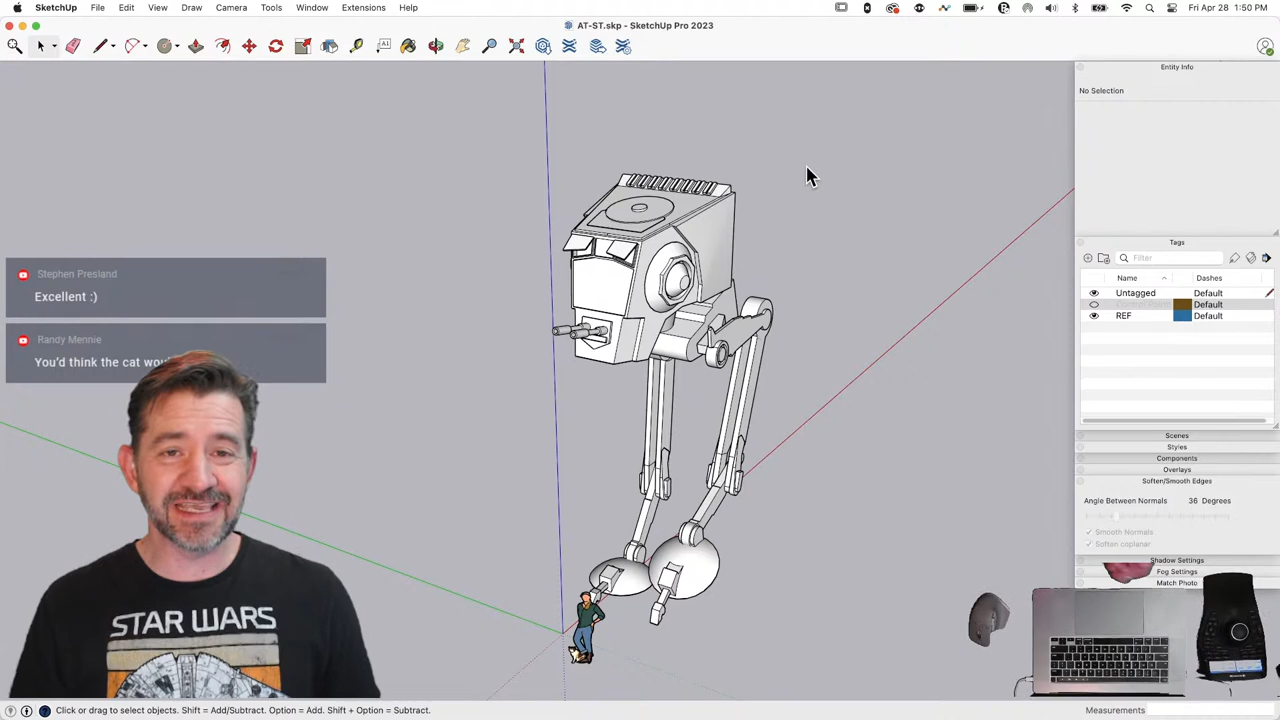 SketchUp File Edit View Draw Camera Tools Window Extensions Help Fri Apr 28 1:50 PM
AT-ST.skp - SketchUp Pro 2023
Entity Info
No Selection
Tags
Filter
Name Dashes
Untagged Default
Default
REF Default
Scenes
Styles
Components
Overlays
Soften/Smooth Edges
Angle Between Normals 36 Degrees
Smooth Normals
Soften coplanar
Shadow Settings
Fog Settings
Match Photo
Stephen Presland
Excellent :)
Randy Mennie
You'd think the cat
STAR WARS
Click or drag to select objects. Shift = Add/Subtract. Option = Add. Shift + Option = Subtract.
Measurements